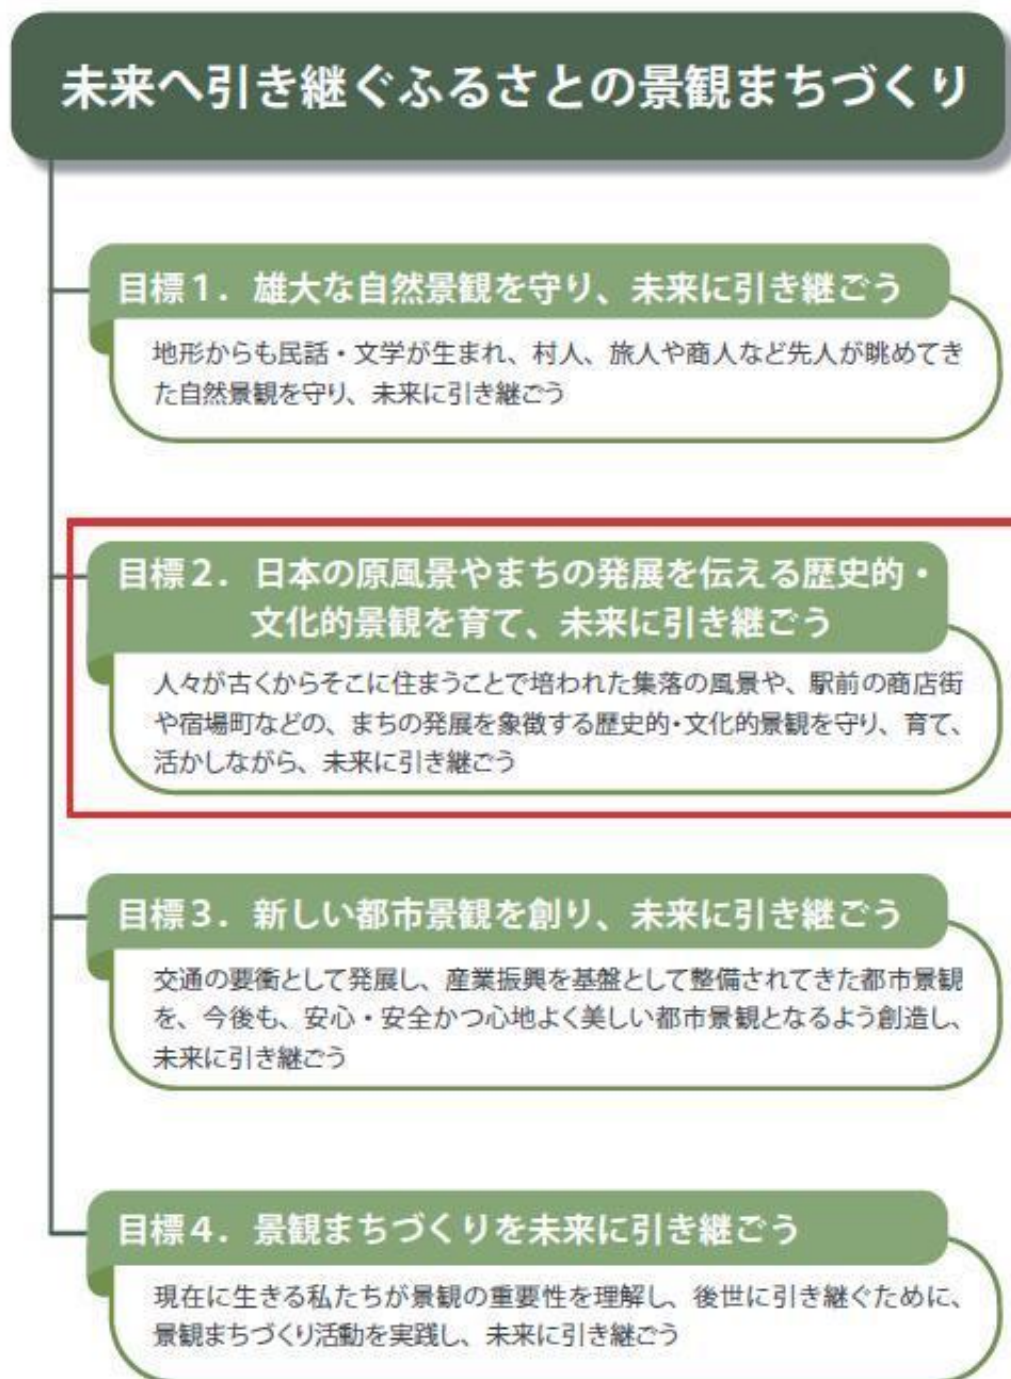 未来へ引き継ぐふるさとの景観まちづくり
目標1．雄大な自然景観を守り、未来に引き継ごう
地形からも民話・文学が生まれ、村人、旅人や商人など先人が眺めてき
た自然景観を守り、未来に引き継ごう
目標2．日本の原風景やまちの発展を伝える歴史的・
文化的景観を育て、未来に引き継ごう
人々が古くからそこに住まうことで培われた集落の風景や、駅前の商店街
や宿場町などの、まちの発展を象徴する歴史的・文化的景観を守り、育て、
活かしながら、未来に引き継ごう
目標3．新しい都市景観を創り、未来に引き継ごう
交通の要衝として発展し、産業振興を基盤として整備されてきた都市景観
を、今後も、安心・安全かつ心地よく美しい都市景観となるよう創造し、
未来に引き継ごう
目標4．景観まちづくりを未来に引き継ごう
現在に生きる私たちが景観の重要性を理解し、後世に引き継ぐために、
景観まちづくり活動を実践し、未来に引き継ごう